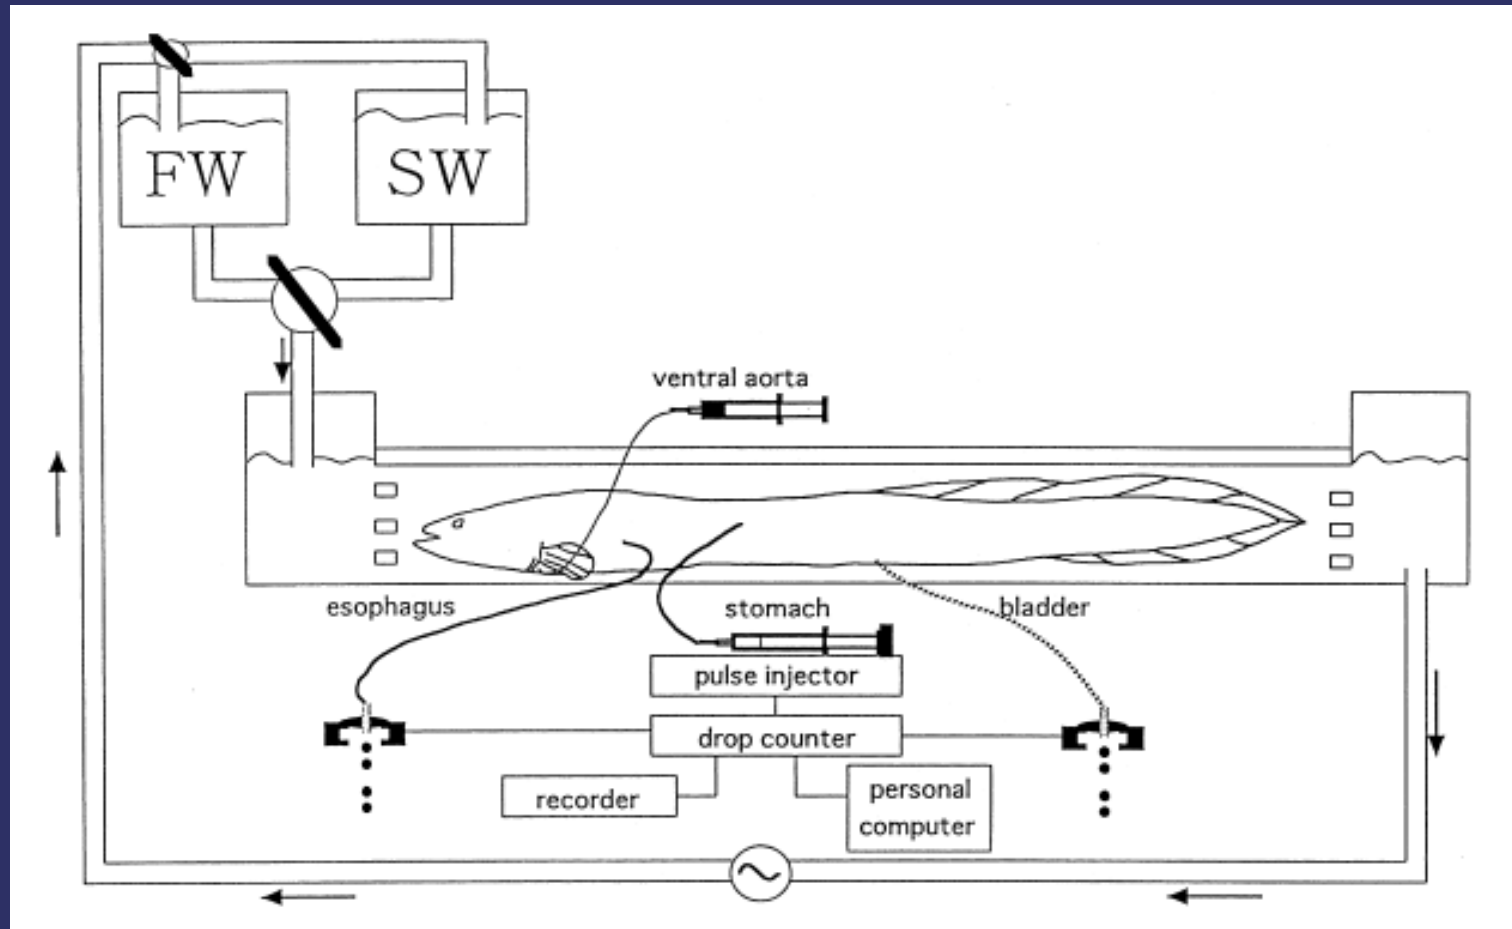 FW
SW
ventral aorta
esophagus
stomach
bladder
pulse injector
drop counter
recorder
personal
computer